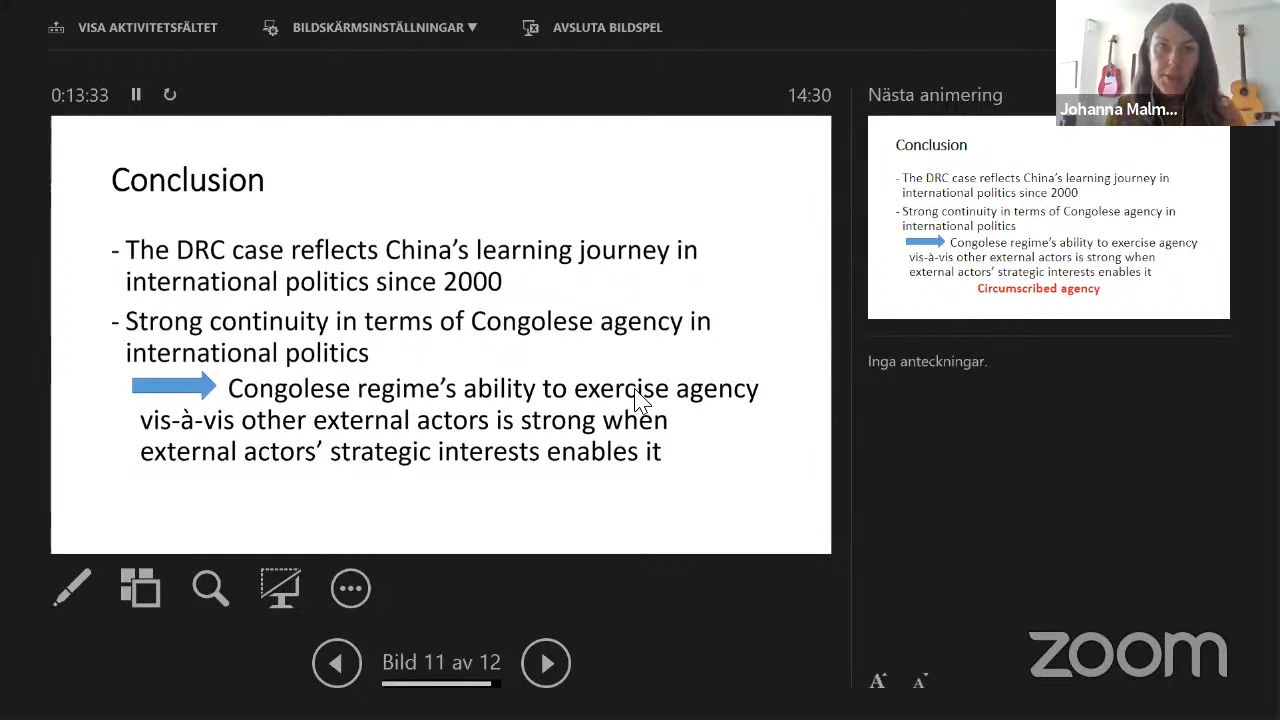 VISA AKTIVITETSFÄLTET
BILDSKÄRMSINSTÄLLNINGAR
AVSLUTA BILDSPEL
Johanna Malm...
0:13:33
14:30
Nästa animering
Conclusion
- The DRC case reflects China's learning journey in
international politics since 2000
- Strong continuity in terms of Congolese agency in
international politics
Congolese regime's ability to exercise agency
vis-à-vis other external actors is strong when
external actors' strategic interests enables it
Conclusion
- The DRC case reflects China's learning journey in
international politics since 2000
- Strong continuity in terms of Congolese agency in
international politics
Congolese regime's ability to exercise agency
vis-à-vis other external actors is strong when
external actors' strategic interests enables it
Circumscribed agency
Inga anteckningar.
Bild 11 av 12
A A
zoom